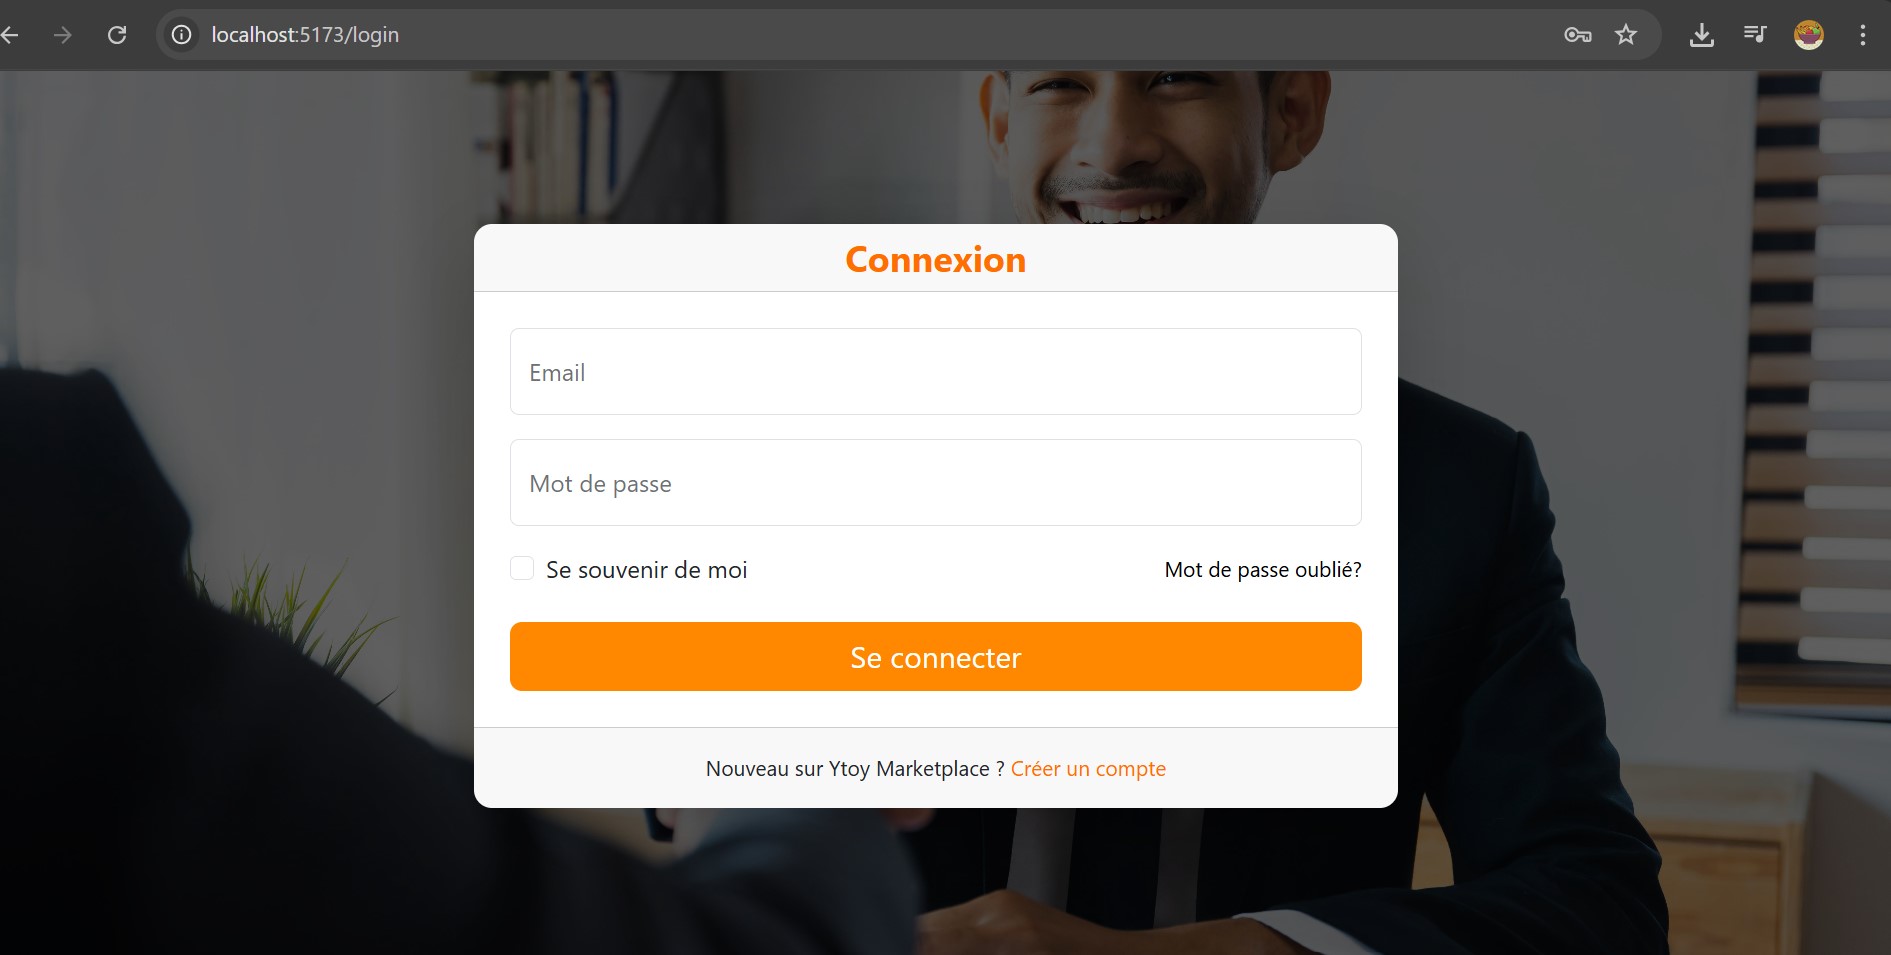 localhost:5173/login
Connexion
Email
Mot de passe
Se souvenir de moi
Mot de passe oublié?
Se connecter
Nouveau sur Ytoy Marketplace ? Créer un compte